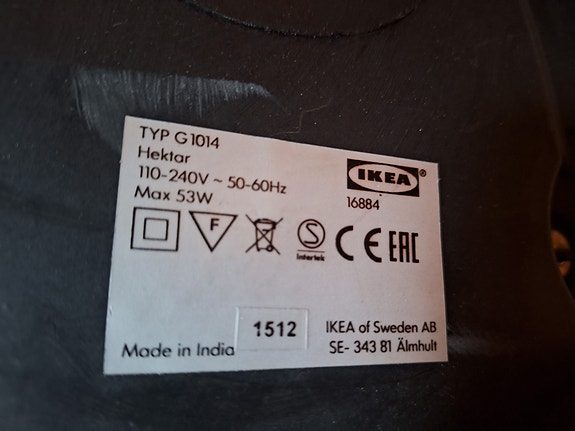 TYP G1014
Hektar
110-240V ~ 50-60Hz
Max 53W
IKEA®
16884
F
S
Intertek
CE EAC
1512
Made in India
IKEA of Sweden AB
SE- 343 81 Älmhult